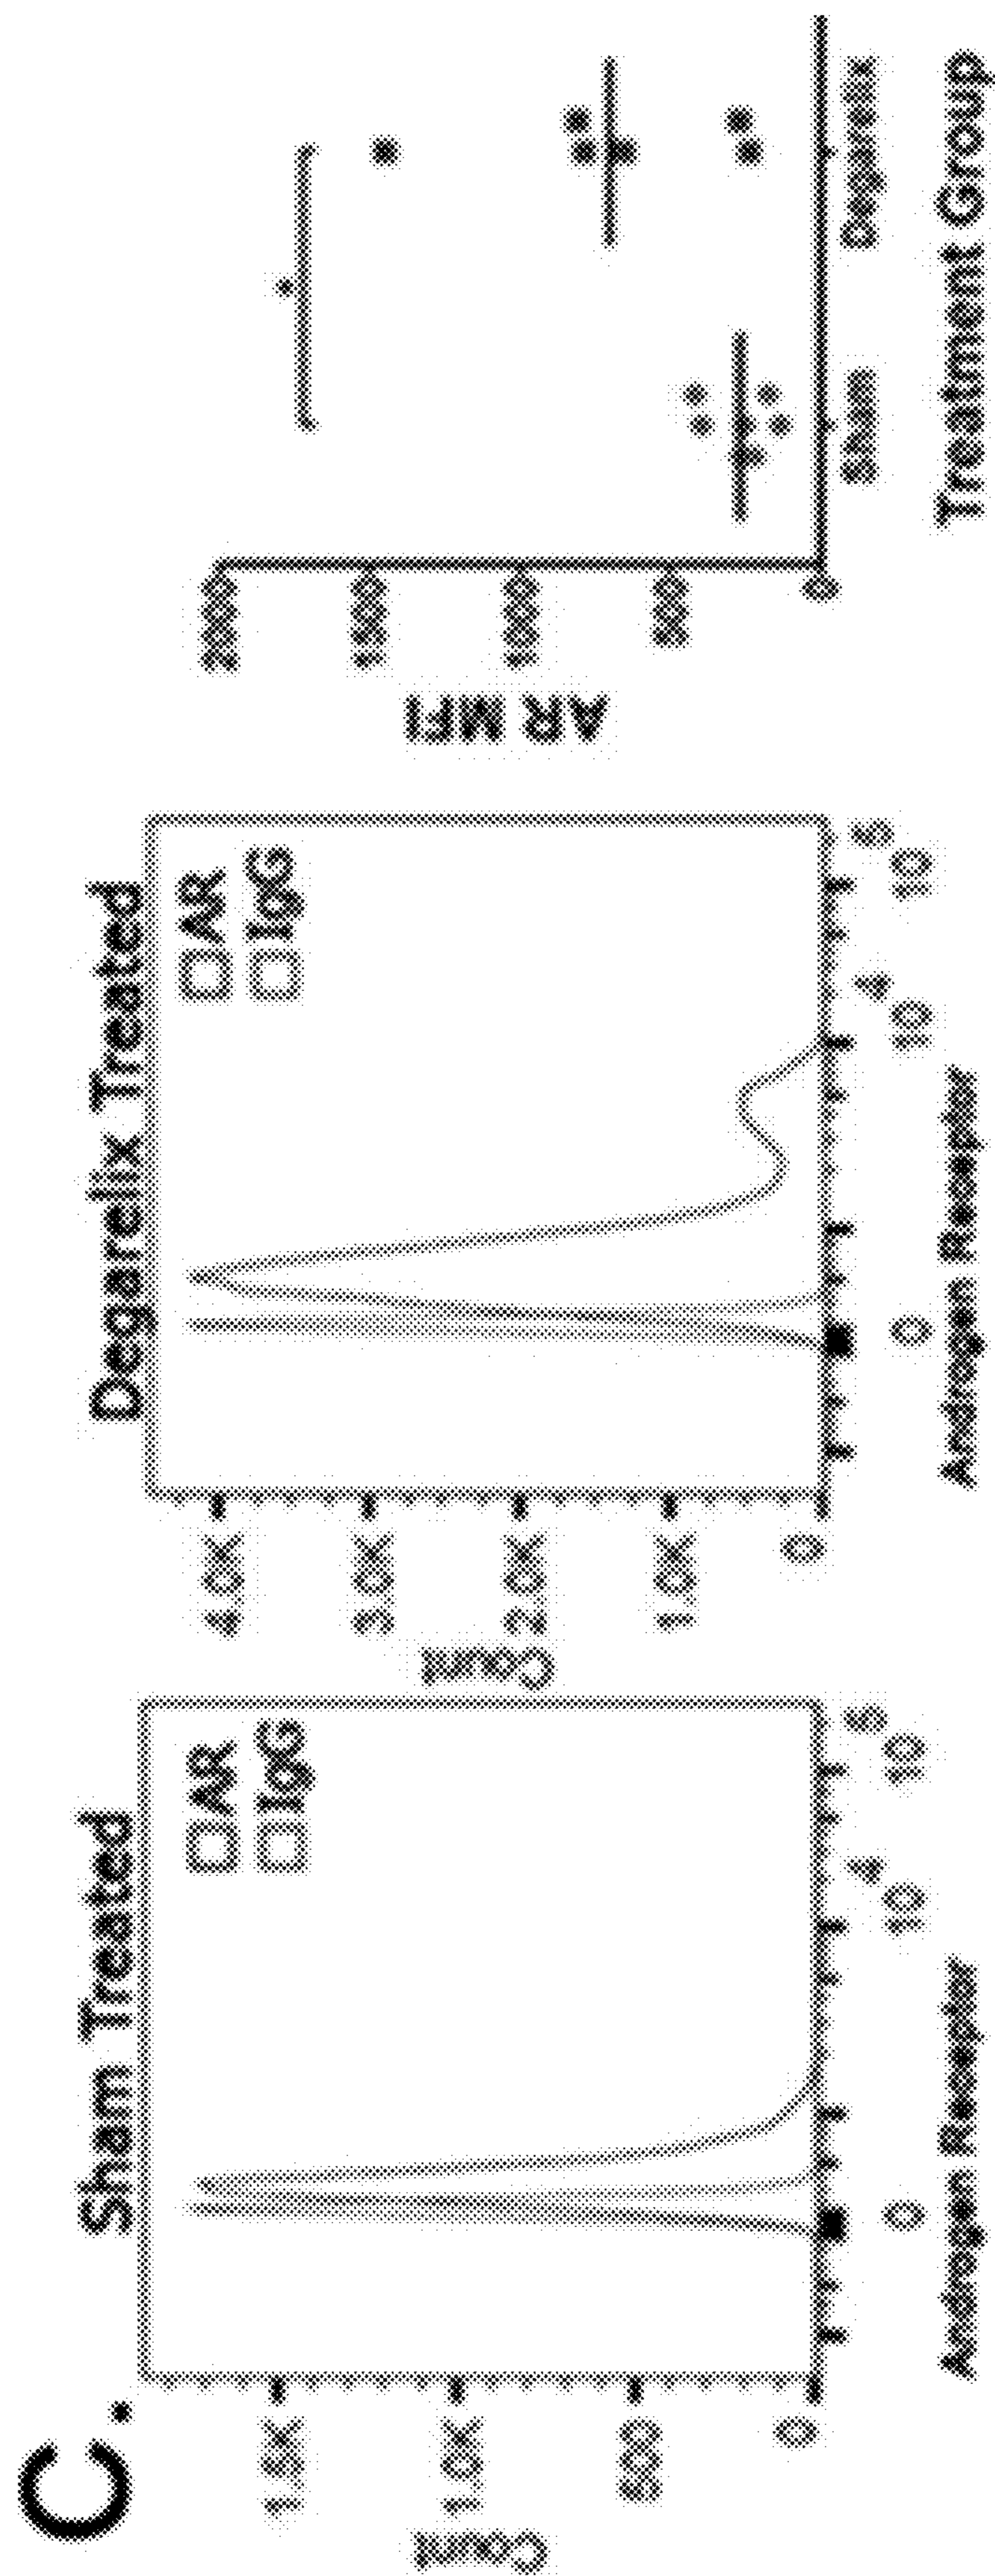 C.
Sham Treated
AR
IgG
Count
1.5K
1.0K
500
0
0
10 4
10 5
Androgen Receptor
Degarelix Treated
AR
IgG
Count
4.0K
3.0K
2.0K
1.0K
0
0
10 4
10 5
Androgen Receptor
*
AR MFI
2000
1500
1000
500
0
Sham
Degarelix
Treatment Group